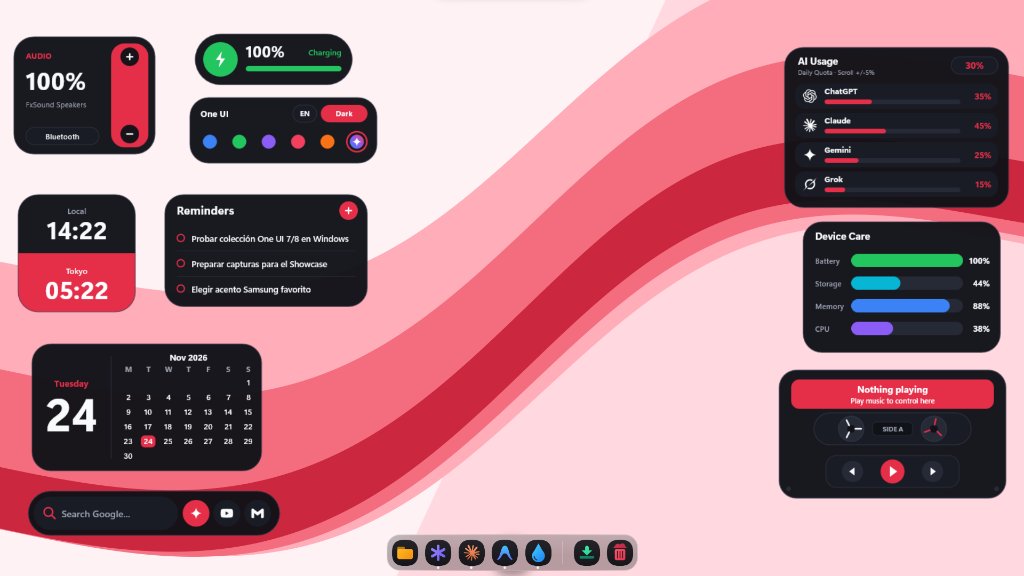 AUDIO
100%
FxSound Speakers
Bluetooth
+
−
100%
Charging
One UI
EN
Dark
Local
14:22
Tokyo
05:22
Reminders
+
Probar colección One UI 7/8 en Windows
Preparar capturas para el Showcase
Elegir acento Samsung favorito
Tuesday
24
Nov 2026
M T W T F S S
1
2 3 4 5 6 7 8
9 10 11 12 13 14 15
16 17 18 19 20 21 22
23 24 25 26 27 28 29
30
Search Google...
AI Usage
Daily Quota · Scroll +/-5%
30%
ChatGPT
35%
Claude
45%
Gemini
25%
Grok
15%
Device Care
Battery 100%
Storage 44%
Memory 88%
CPU 38%
Nothing playing
Play music to control here
SIDE A